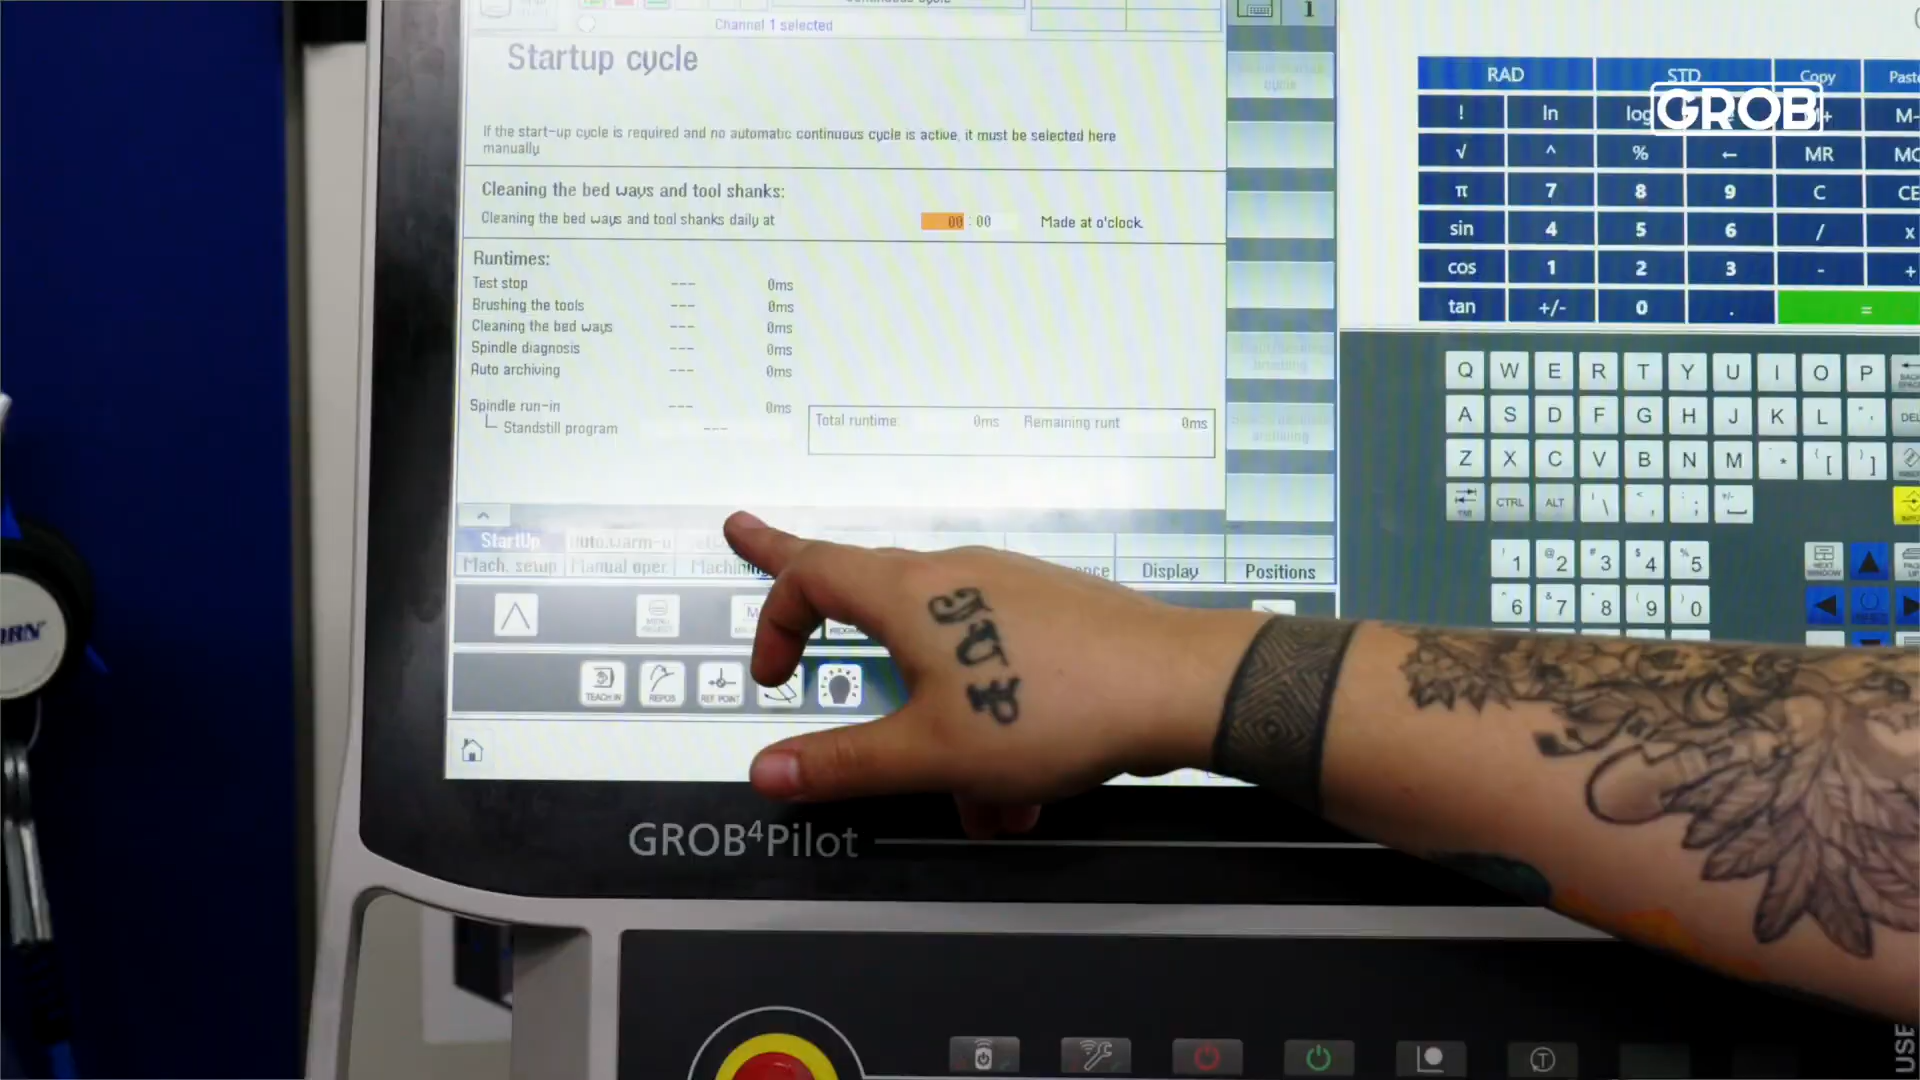 Channel 1 selected
Startup cycle
If the start-up cycle is required and no automatic continuous cycle is active, it must be selected here
manually
Cleaning the bed ways and tool shanks:
Cleaning the bed ways and tool shanks daily at 00 : 00 Made at o'clock.
Runtimes:
Test stop --- 0ms
Brushing the tools --- 0ms
Cleaning the bed ways --- 0ms
Spindle diagnosis --- 0ms
Auto archiving --- 0ms
Spindle run-in --- 0ms
Standstill program ---
Total runtime: 0ms Remaining runt 0ms
StartUp
Mach. setup Manual oper. Machining Display Positions
TEACH IN REPOS REF. POINT
GROB⁴Pilot
i
RAD STD Copy Paste
GROB
! ln log M+ M-
√ ^ % ← MR
π 7 8 9 C CE
sin 4 5 6 / x
cos 1 2 3 - +
tan +/- 0 . =
Q W E R T Y U I O P
A S D F G H J K L DEL
Z X C V B N M * { [ } ]
CTRL ALT
! 1 @ 2 # 3 $ 4 % 5
^ 6 & 7 * 8 ( 9 ) 0
NEXT WINDOW
YUP
USB